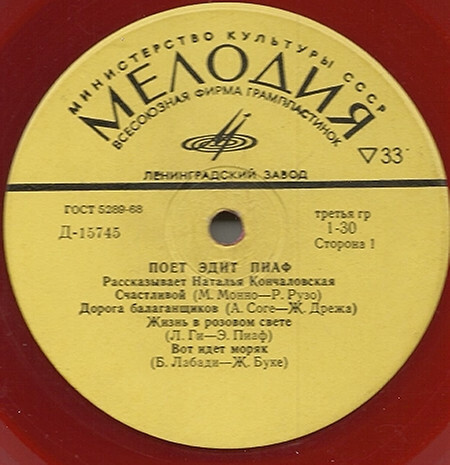 МИНИСТЕРСТВО КУЛЬТУРЫ СССР
МЕЛОДИЯ
ВСЕСОЮЗНАЯ ФИРМА ГРАМПЛАСТИНОК
▽33
ЛЕНИНГРАДСКИЙ ЗАВОД
ГОСТ 5289-68
Д-15745
третья гр
1-30
Сторона 1
ПОЕТ ЭДИТ ПИАФ
Рассказывает Наталья Кончаловская
Счастливой (М. Монно—Р. Рузо)
Дорога балаганщиков (А. Соге—Ж. Дрежа)
Жизнь в розовом свете
(Л. Ги—Э. Пиаф)
Вот идет моряк
(Б. Лабади—Ж. Буке)